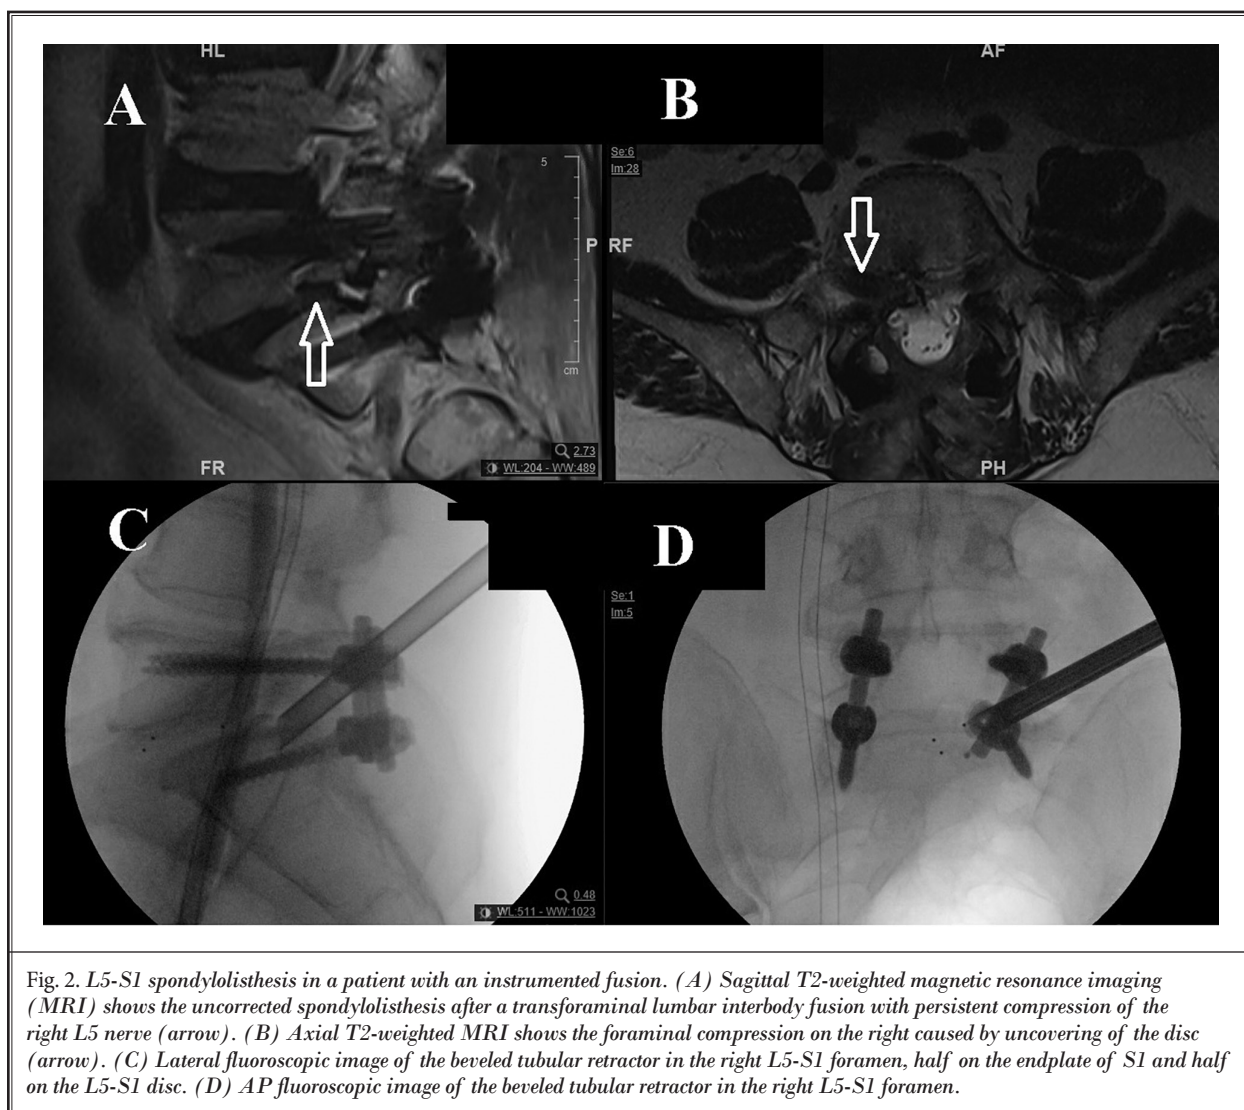 HL
A
5
P
cm
FR
2.73
WL:204 - WW:489
AF
B
Se:6
Im:28
RF
PH
C
0.48
WL:511 - WW:1023
D
Se:1
Im:5
Fig. 2. L5-S1 spondylolisthesis in a patient with an instrumented fusion. (A) Sagittal T2-weighted magnetic resonance imaging
(MRI) shows the uncorrected spondylolisthesis after a transforaminal lumbar interbody fusion with persistent compression of the
right L5 nerve (arrow). (B) Axial T2-weighted MRI shows the foraminal compression on the right caused by uncovering of the disc
(arrow). (C) Lateral fluoroscopic image of the beveled tubular retractor in the right L5-S1 foramen, half on the endplate of S1 and half
on the L5-S1 disc. (D) AP fluoroscopic image of the beveled tubular retractor in the right L5-S1 foramen.